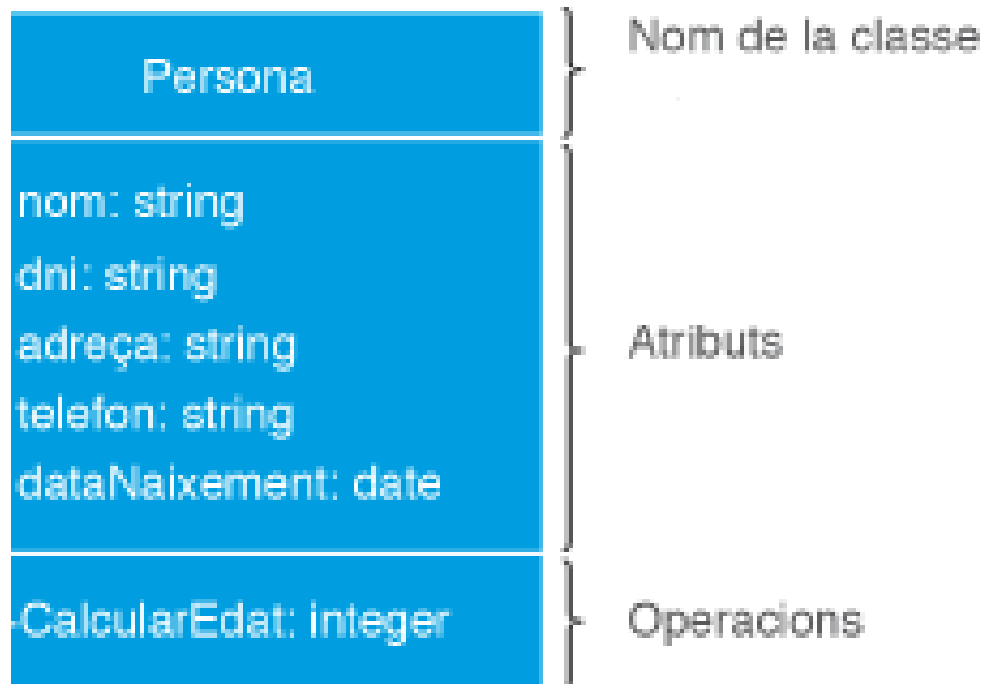 Persona
Nom de la classe
nom: string
dni: string
adreça: string
telefon: string
dataNaixement: date
Atributs
-CalcularEdat: integer
Operacions